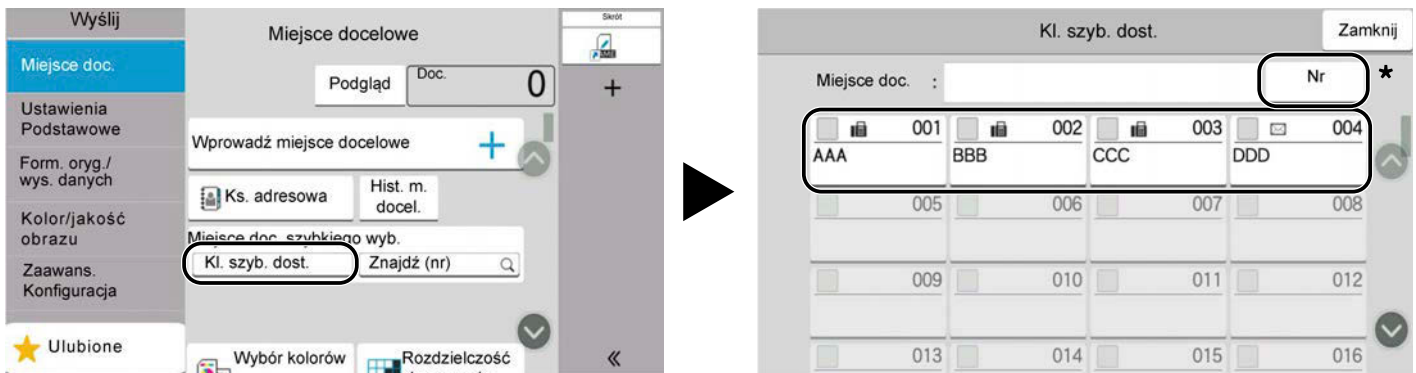 Wyślij
Miejsce doc.
Ustawienia
Podstawowe
Form. oryg./
wys. danych
Kolor/jakość
obrazu
Zaawans.
Konfiguracja
Ulubione
Miejsce docelowe
Podgląd
Doc.
0
Wprowadź miejsce docelowe
Ks. adresowa
Hist. m.
docel.
Miejsce doc. szybkiego wyb.
Kl. szyb. dost.
Znajdź (nr)
Wybór kolorów
Rozdzielczość
Skrót
+
«
Kl. szyb. dost.
Zamknij
Miejsce doc. :
Nr
*
001 002 003 004
AAA BBB CCC DDD
005 006 007 008
009 010 011 012
013 014 015 016